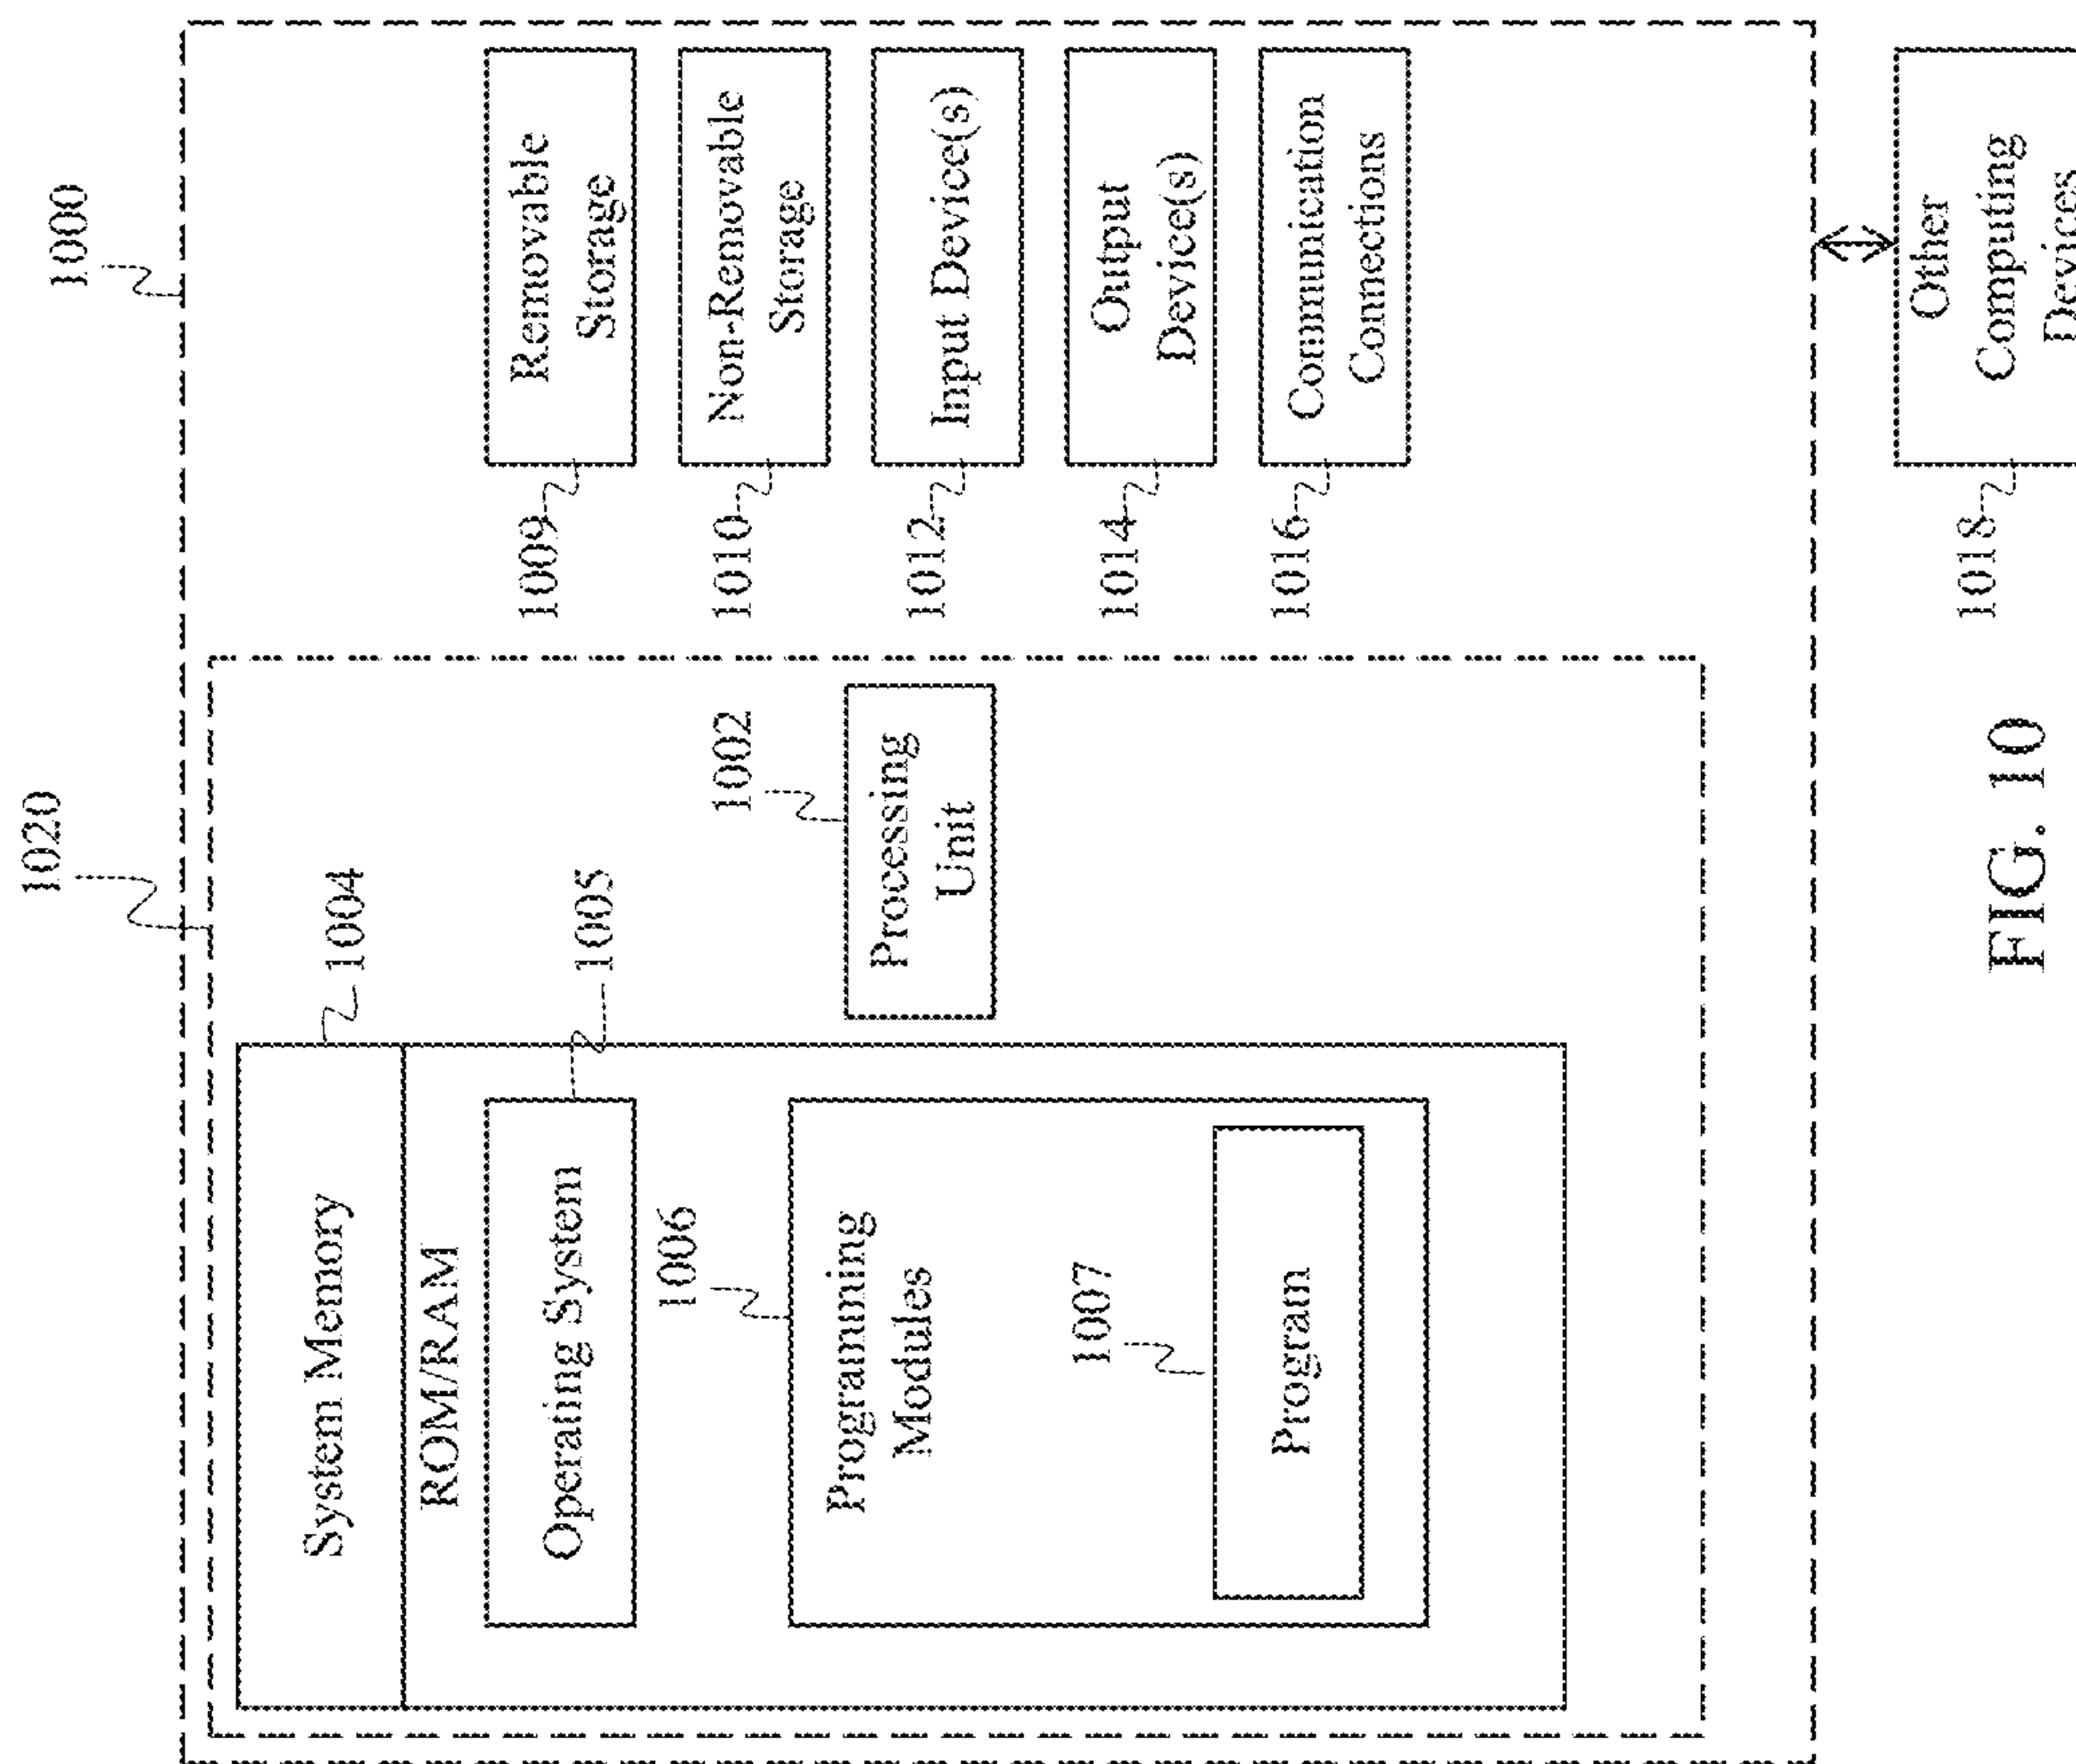 1020
1000
System Memory
1004
ROM/RAM
Operating System
1005
1006
Programming
Modules
1007
Program
1002
Processing
Unit
1009
Removable
Storage
1010
Non-Removable
Storage
1012
Input Device(s)
1014
Output
Device(s)
1016
Communication
Connections
1018
Other
Computing
Devices
FIG. 10